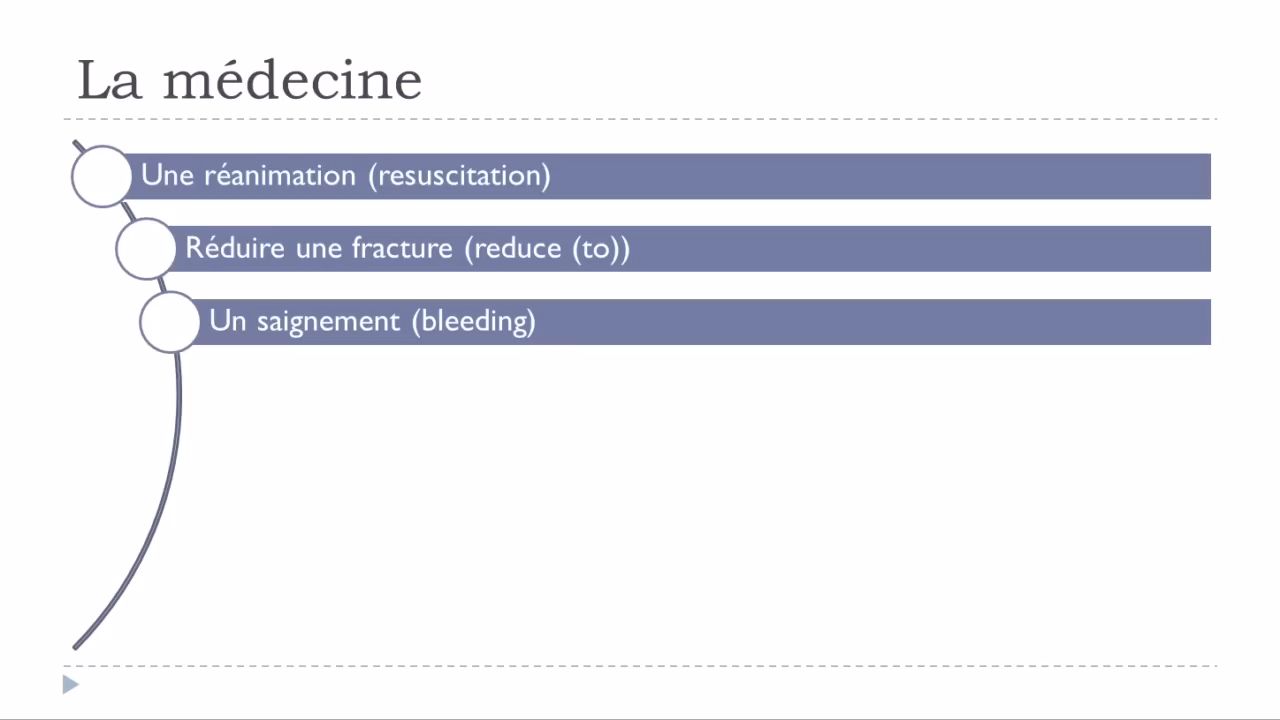 La médecine
Une réanimation (resuscitation)
Réduire une fracture (reduce (to))
Un saignement (bleeding)